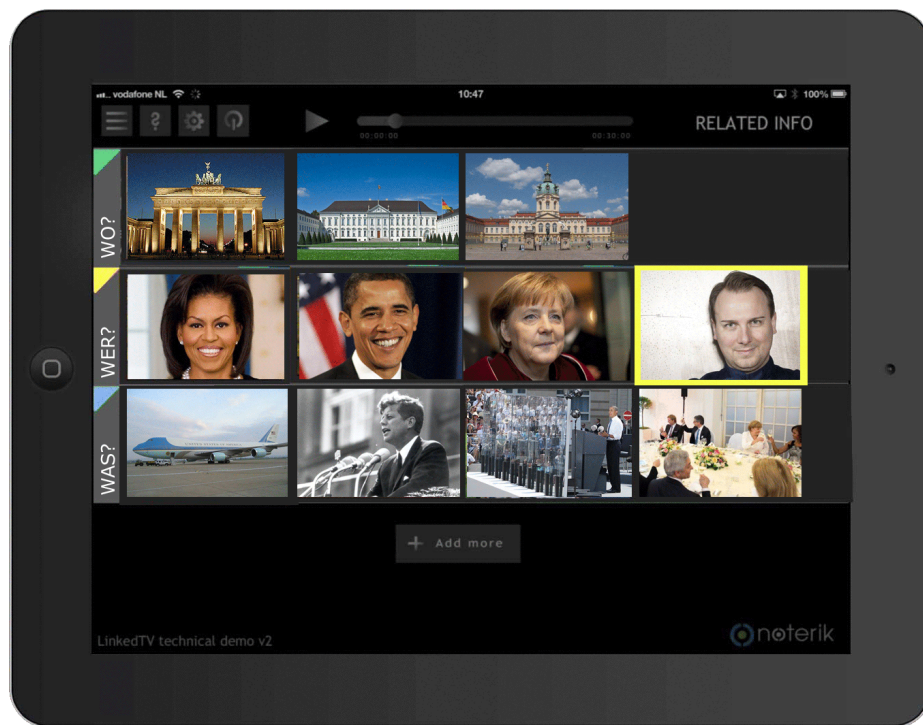 vodafone NL
10:47
100%
?
00:00:00
00:30:00
RELATED INFO
WO?
WER?
WAS?
+ Add more
LinkedTV technical demo v2
noterik